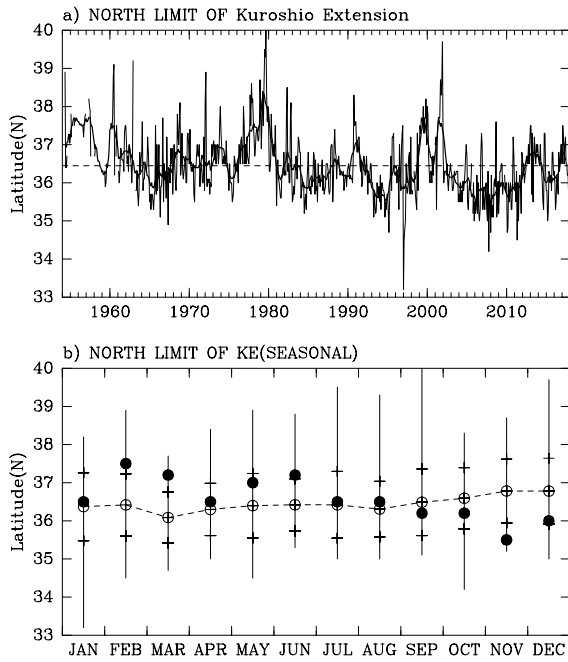 a) NORTH LIMIT OF Kuroshio Extension
40
39
38
37
36
35
34
33
Latitude(N)
1960 1970 1980 1990 2000 2010
b) NORTH LIMIT OF KE(SEASONAL)
40
39
38
37
36
35
34
33
Latitude(N)
JAN FEB MAR APR MAY JUN JUL AUG SEP OCT NOV DEC